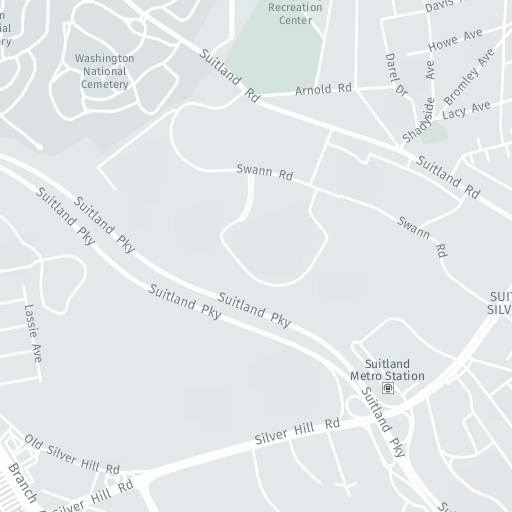 Recreation
Center
Davis
Howe Ave
Washington
National
Cemetery
Suitland Rd
Arnold Rd
Darel Dr
Shadyside Ave
Bromley Ave
Lacy Ave
Swann Rd
Suitland Rd
Suitland Pky
Suitland Pky
Swann Rd
Suitland Pky
Suitland Pky
Lassie Ave
Suitland
Metro Station
Suitland Pky
Silver Hill Rd
Old Silver Hill Rd
Branch
Silver Hill Rd